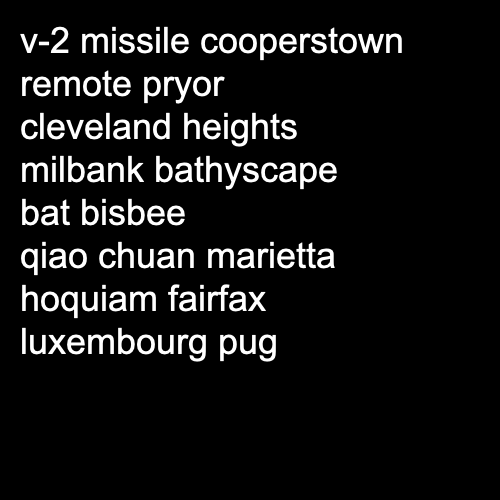 v-2 missile cooperstown
remote pryor
cleveland heights
milbank bathyscape
bat bisbee
qiao chuan marietta
hoquiam fairfax
luxembourg pug